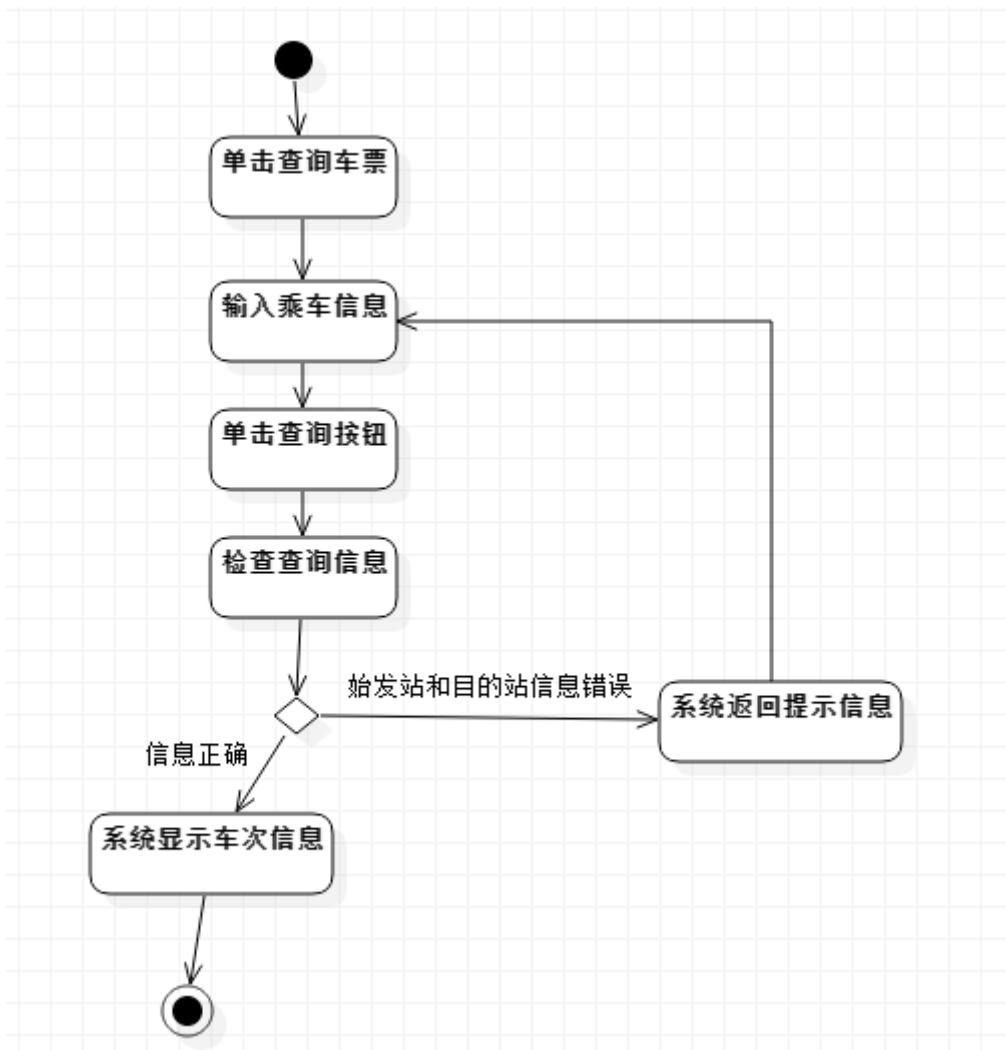 单击查询车票
输入乘车信息
单击查询按钮
检查查询信息
始发站和目的站信息错误
系统返回提示信息
信息正确
系统显示车次信息